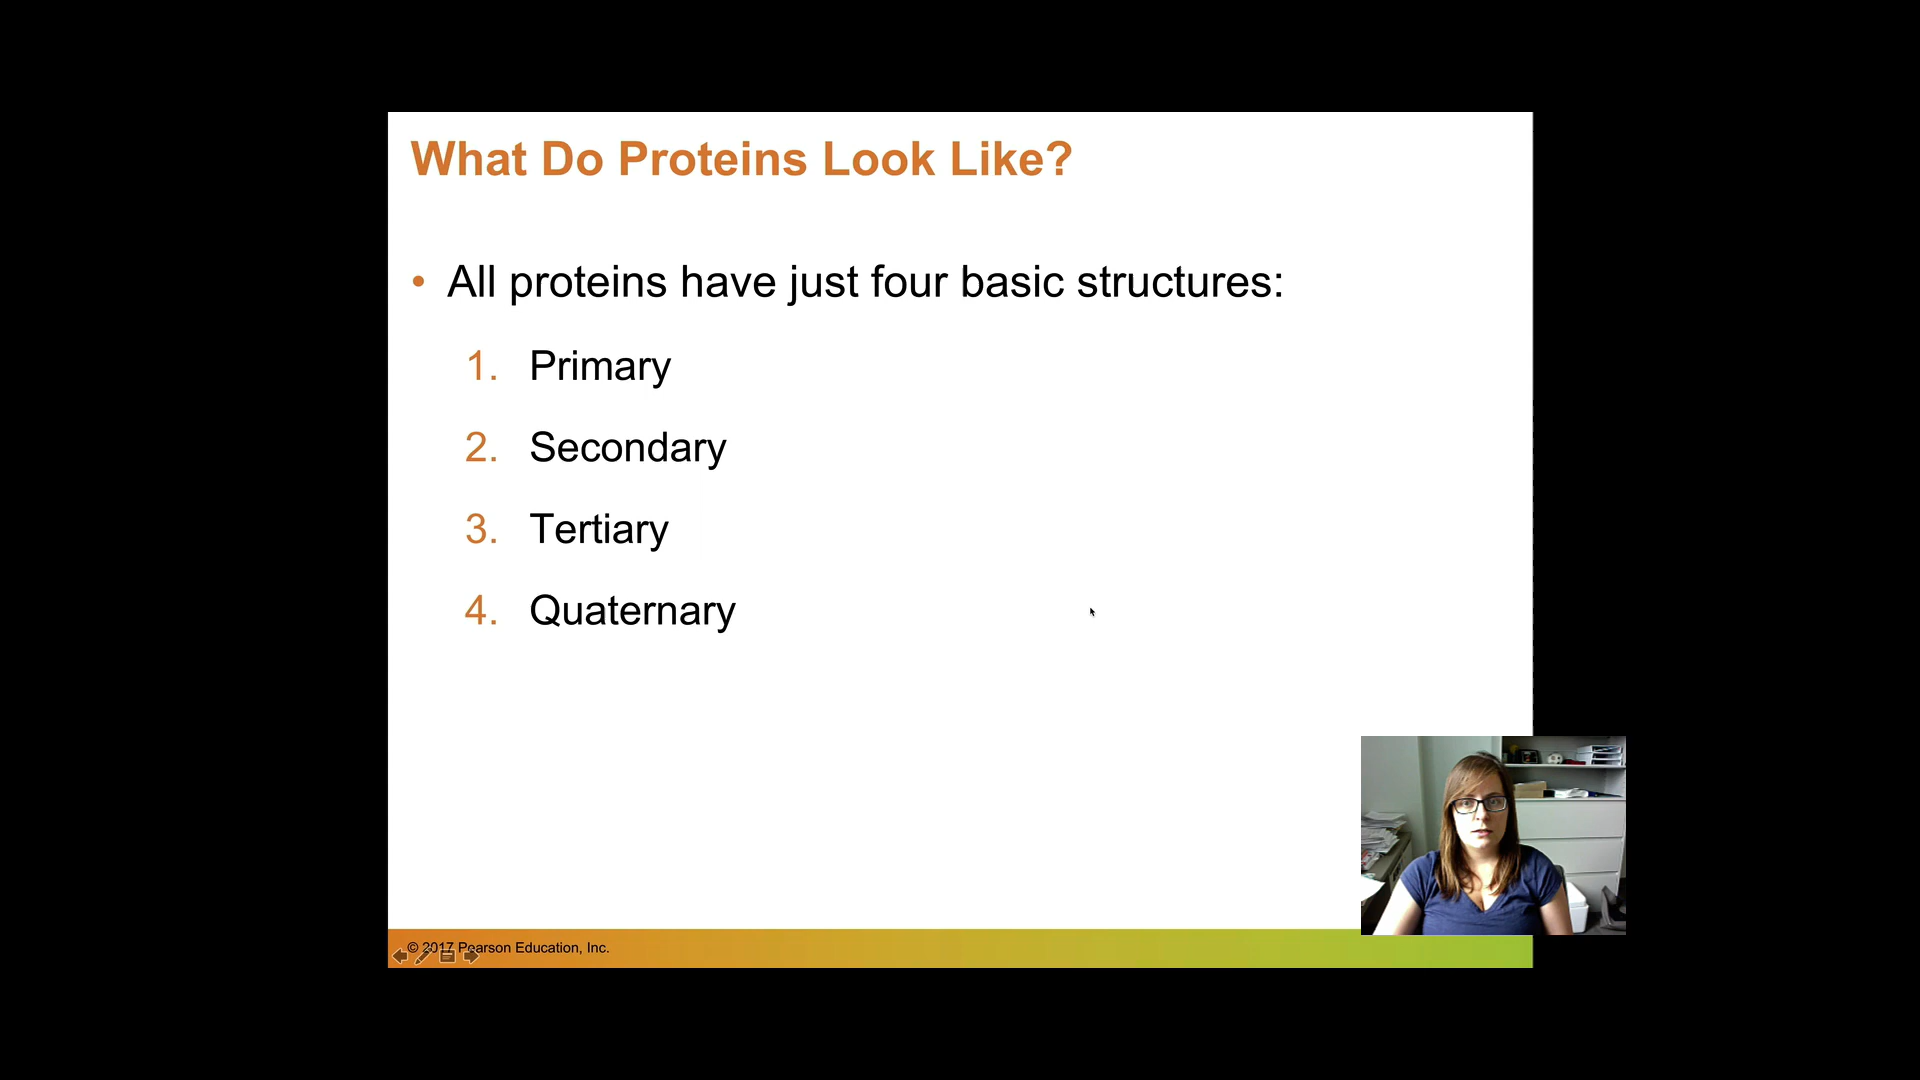 What Do Proteins Look Like?
• All proteins have just four basic structures:
1. Primary
2. Secondary
3. Tertiary
4. Quaternary
© 2017 Pearson Education, Inc.